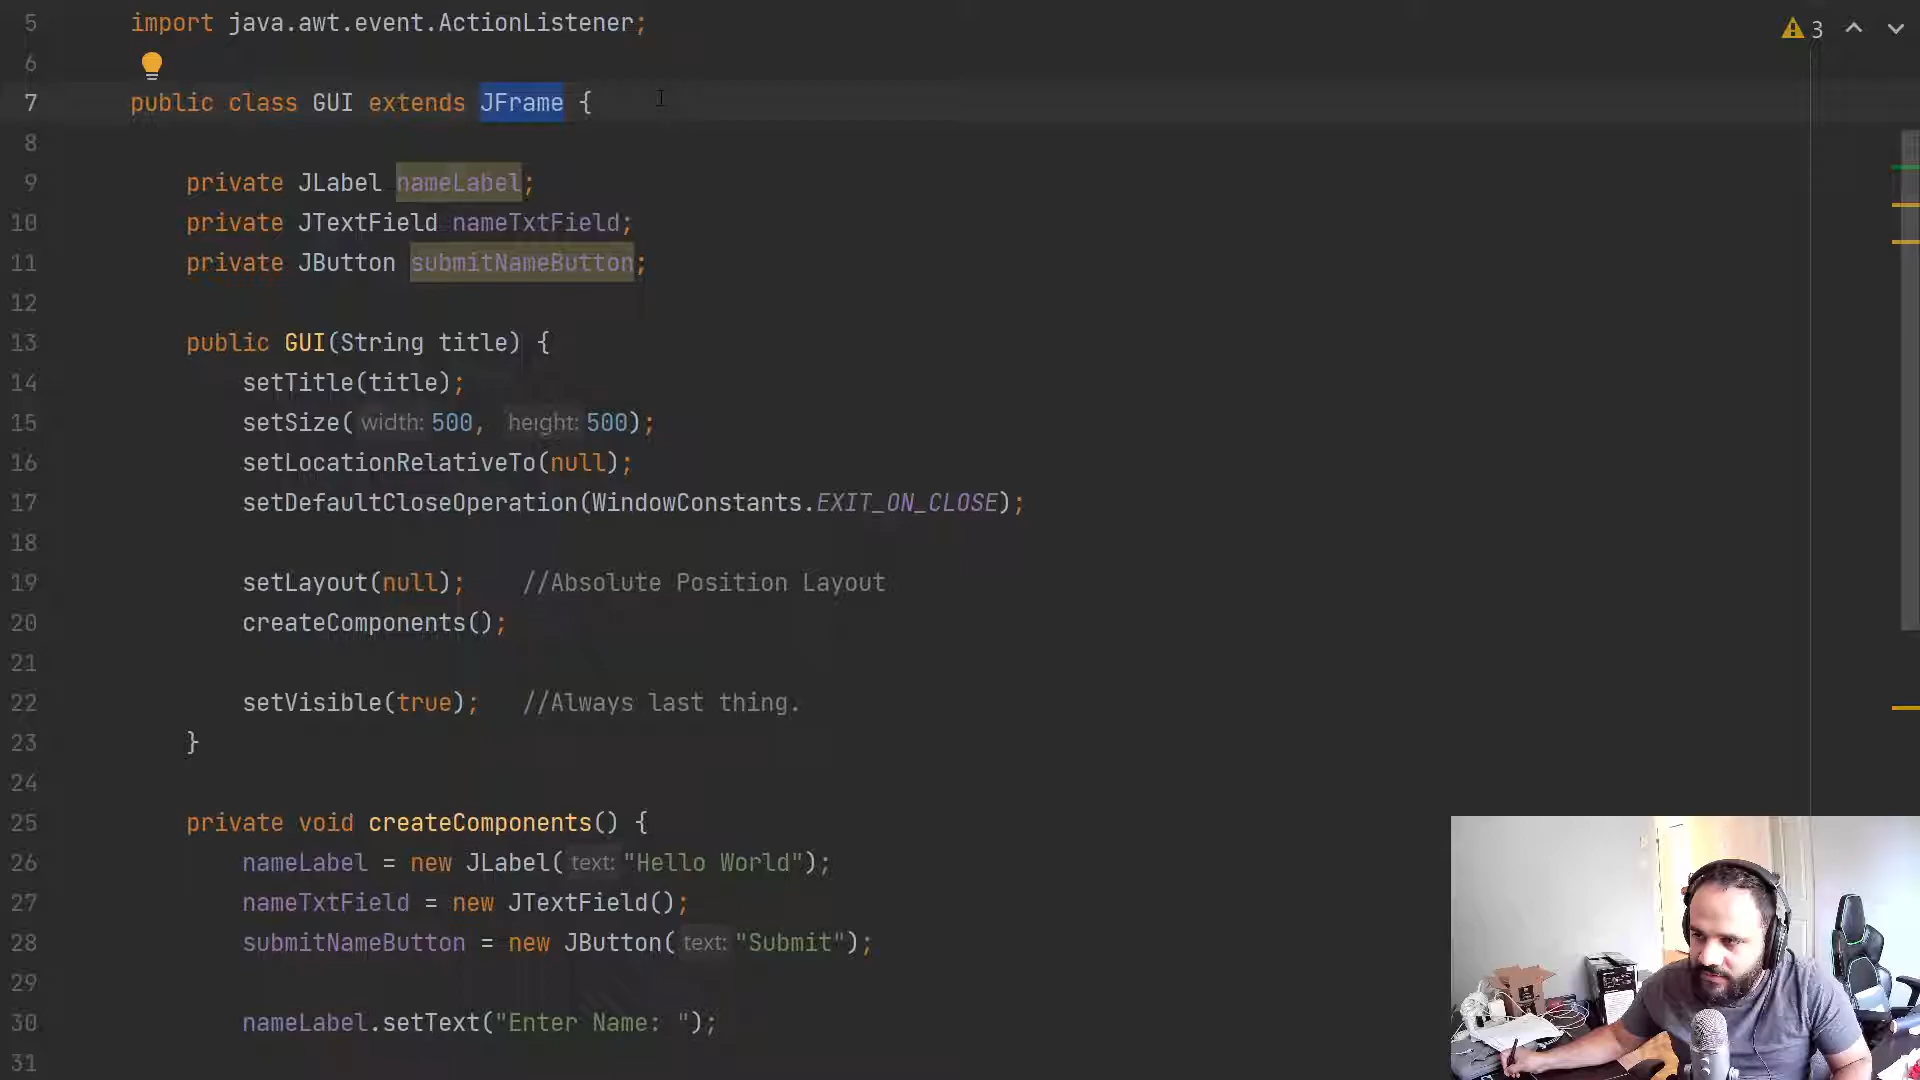 5 import java.awt.event.ActionListener;
3
6
7 public class GUI extends JFrame {
8
9 private JLabel nameLabel;
10 private JTextField nameTxtField;
11 private JButton submitNameButton;
12
13 public GUI(String title) {
14 setTitle(title);
15 setSize( width: 500, height: 500);
16 setLocationRelativeTo(null);
17 setDefaultCloseOperation(WindowConstants.EXIT_ON_CLOSE);
18
19 setLayout(null); //Absolute Position Layout
20 createComponents();
21
22 setVisible(true); //Always last thing.
23 }
24
25 private void createComponents() {
26 nameLabel = new JLabel( text: "Hello World");
27 nameTxtField = new JTextField();
28 submitNameButton = new JButton( text: "Submit");
29
30 nameLabel.setText("Enter Name: ");
31